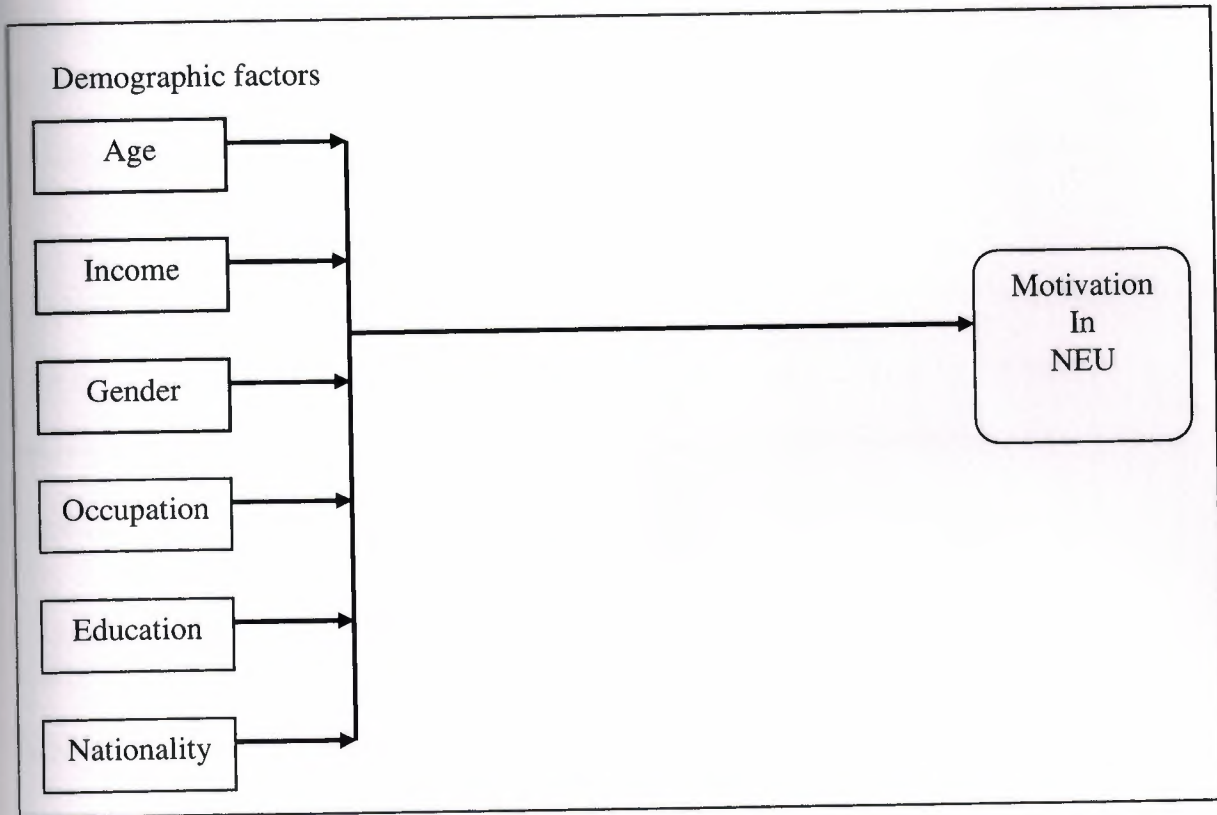 Demographic factors
Age
Income
Gender
Occupation
Education
Nationality
Motivation
In
NEU